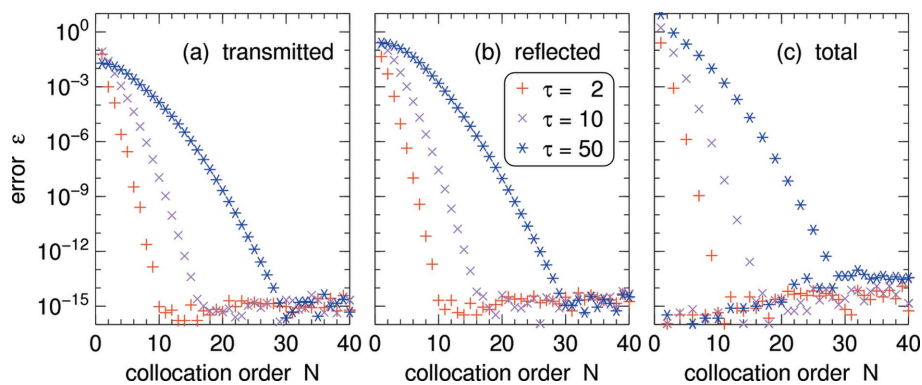 (a) transmitted
(b) reflected
(c) total
τ = 2
τ = 10
τ = 50
error ε
10⁰
10⁻³
10⁻⁶
10⁻⁹
10⁻¹²
10⁻¹⁵
0 10 20 30 40
0 10 20 30 40
0 10 20 30 40
collocation order N
collocation order N
collocation order N